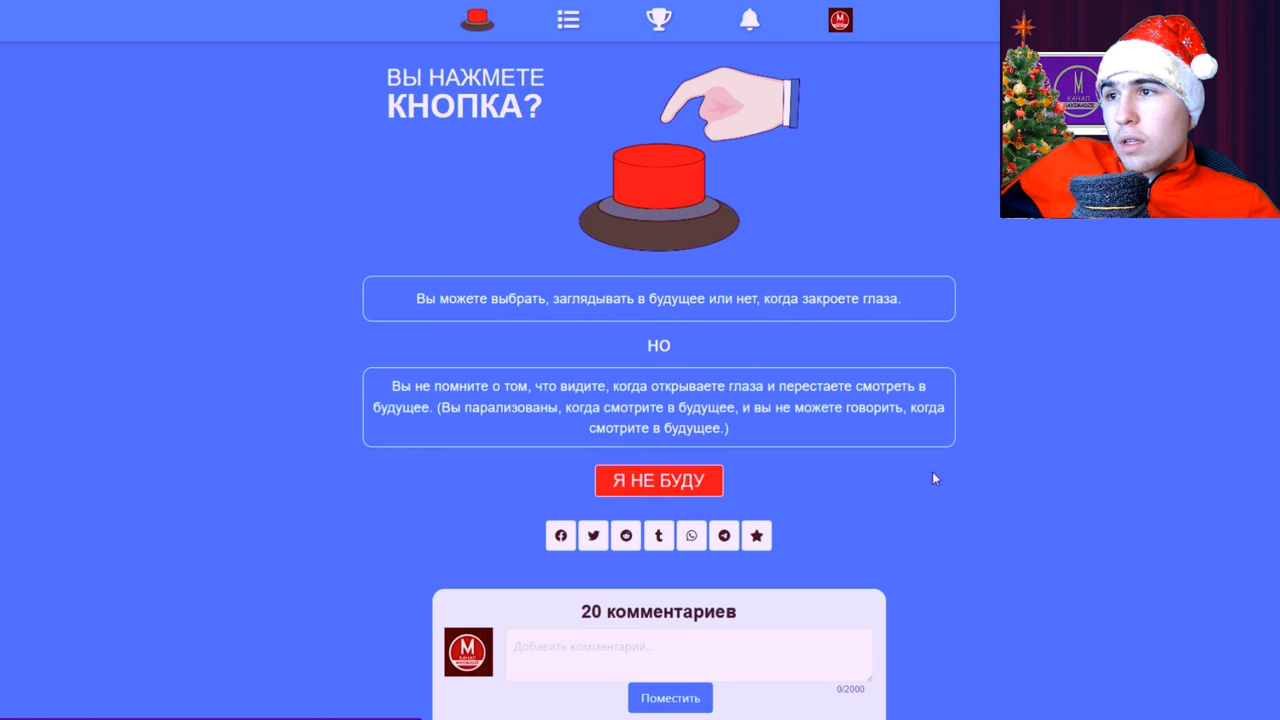 ВЫ НАЖМЕТЕ
КНОПКА?
М
КАНАЛ
Вы можете выбрать, заглядывать в будущее или нет, когда закроете глаза.
НО
Вы не помните о том, что видите, когда открываете глаза и перестаете смотреть в
будущее. (Вы парализованы, когда смотрите в будущее, и вы не можете говорить, когда
смотрите в будущее.)
Я НЕ БУДУ
20 комментариев
М
КАНАЛ
Добавить комментарий...
0/2000
Поместить